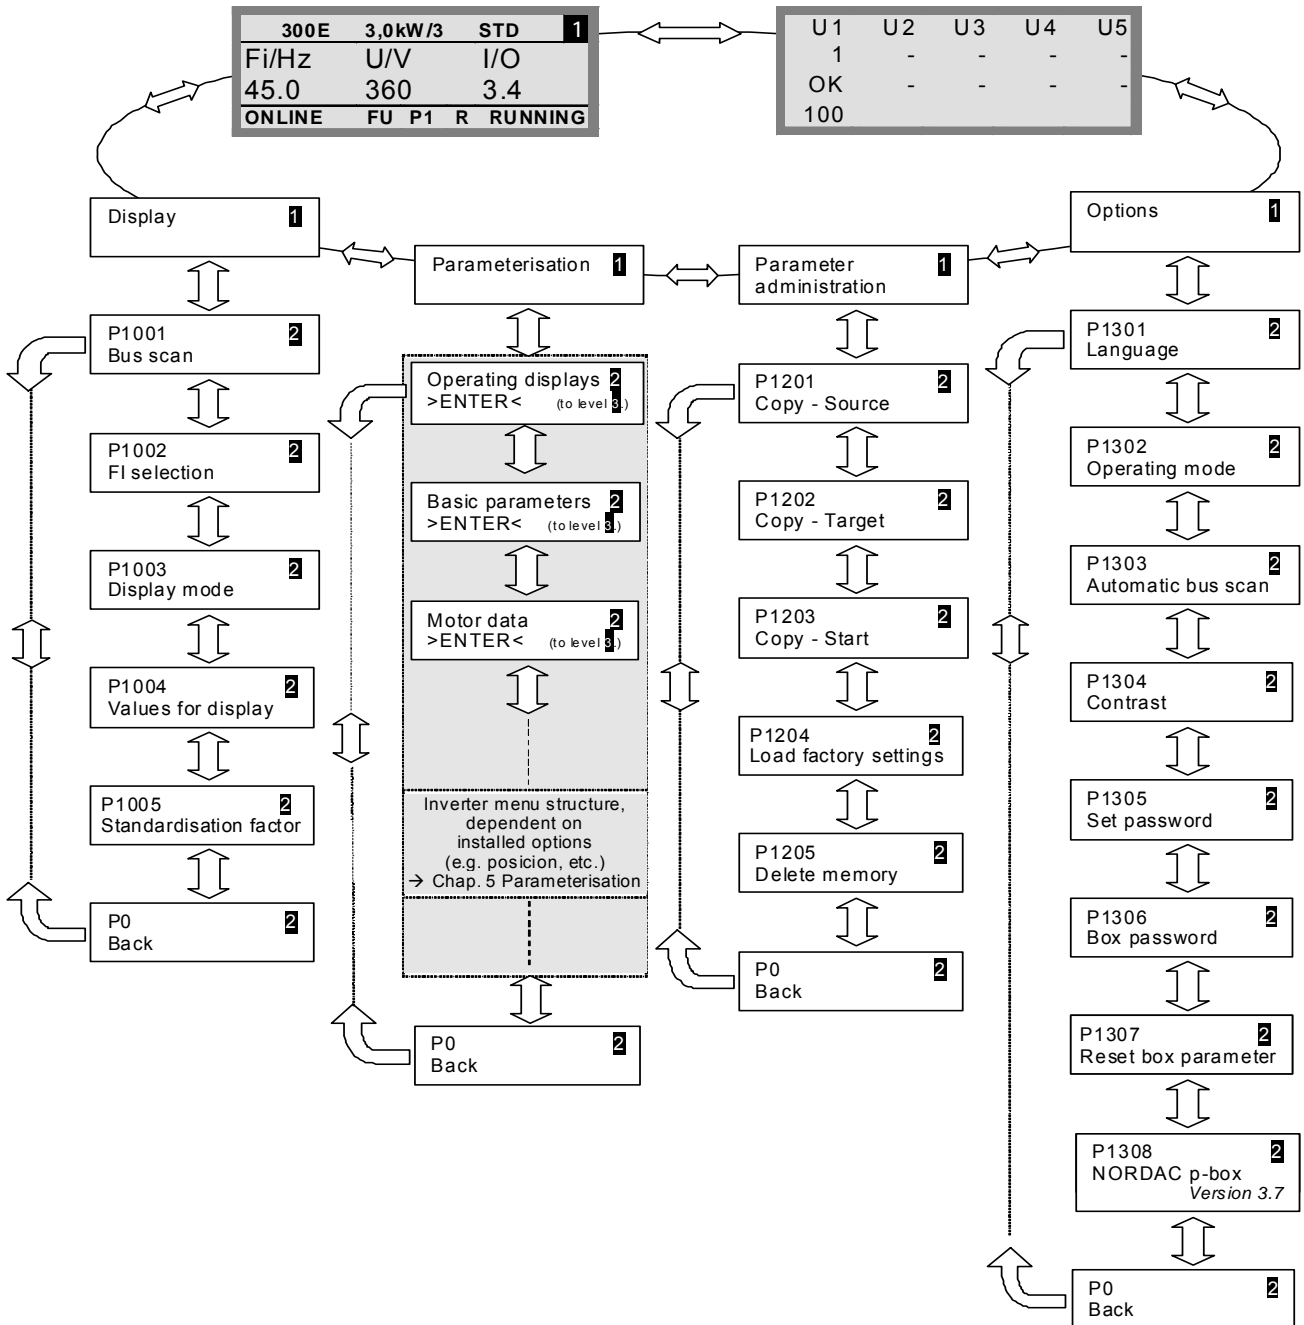 300E 3,0kW/3 STD 1
Fi/Hz U/V I/O
45.0 360 3.4
ONLINE FU P1 R RUNNING
U1 U2 U3 U4 U5
1 - - - -
OK - - - -
100
Display 1
P1001 2
Bus scan
P1002 2
FI selection
P1003 2
Display mode
P1004 2
Values for display
P1005 2
Standardisation factor
P0 2
Back
Parameterisation 1
Operating displays 2
>ENTER< (to level 3.)
Basic parameters 2
>ENTER< (to level 3.)
Motor data 2
>ENTER< (to level 3.)
Inverter menu structure,
dependent on
installed options
(e.g. posicion, etc.)
→ Chap. 5 Parameterisation
P0 2
Back
Parameter 1
administration
P1201 2
Copy - Source
P1202 2
Copy - Target
P1203 2
Copy - Start
P1204 2
Load factory settings
P1205 2
Delete memory
P0 2
Back
Options 1
P1301 2
Language
P1302 2
Operating mode
P1303 2
Automatic bus scan
P1304 2
Contrast
P1305 2
Set password
P1306 2
Box password
P1307 2
Reset box parameter
P1308 2
NORDAC p-box
Version 3.7
P0 2
Back